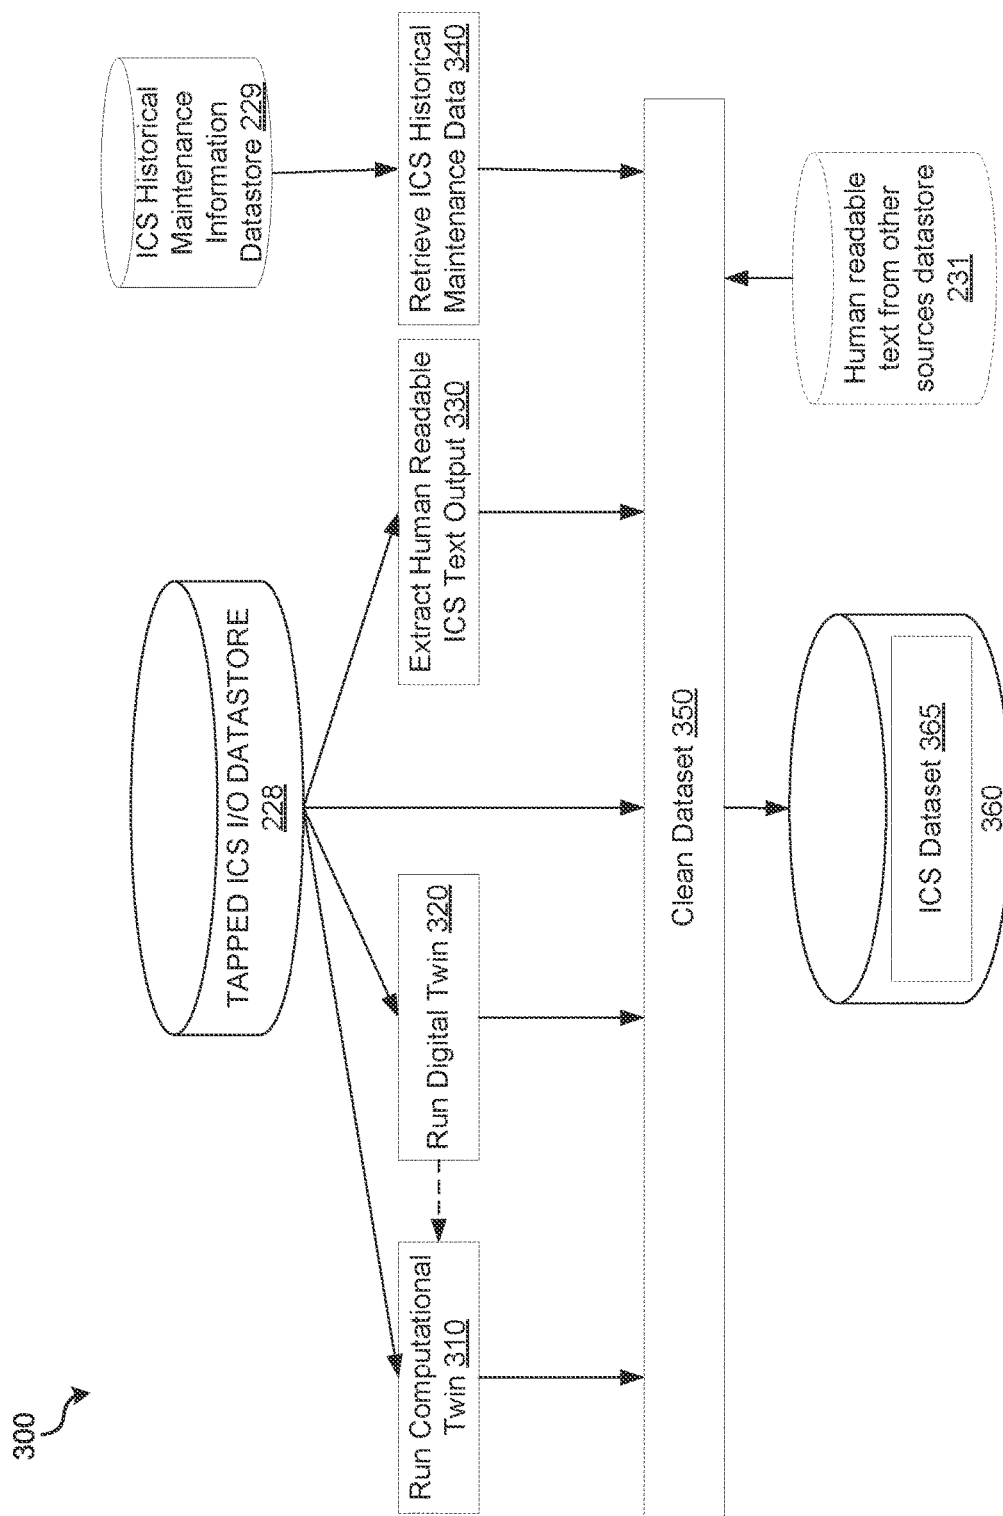 300
TAPPED ICS I/O DATASTORE
228
ICS Historical
Maintenance
Information
Datastore 229
Run Computational
Twin 310
Run Digital Twin 320
Extract Human Readable
ICS Text Output 330
Retrieve ICS Historical
Maintenance Data 340
Clean Dataset 350
ICS Dataset 365
360
Human readable
text from other
sources datastore
231